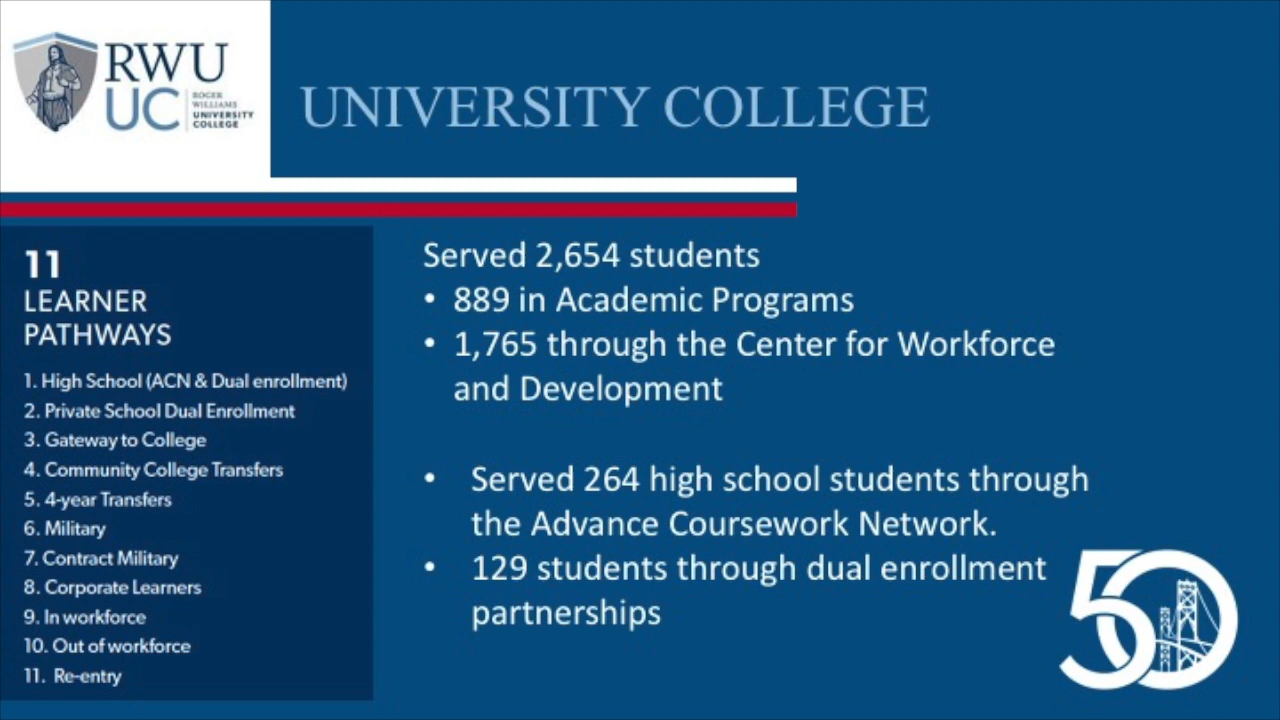 RWU
UC
ROGER
WILLIAMS
UNIVERSITY
COLLEGE
UNIVERSITY COLLEGE
11
LEARNER
PATHWAYS
1. High School (ACN & Dual enrollment)
2. Private School Dual Enrollment
3. Gateway to College
4. Community College Transfers
5. 4-year Transfers
6. Military
7. Contract Military
8. Corporate Learners
9. In workforce
10. Out of workforce
11. Re-entry
Served 2,654 students
• 889 in Academic Programs
• 1,765 through the Center for Workforce
and Development
• Served 264 high school students through
the Advance Coursework Network.
• 129 students through dual enrollment
partnerships
50